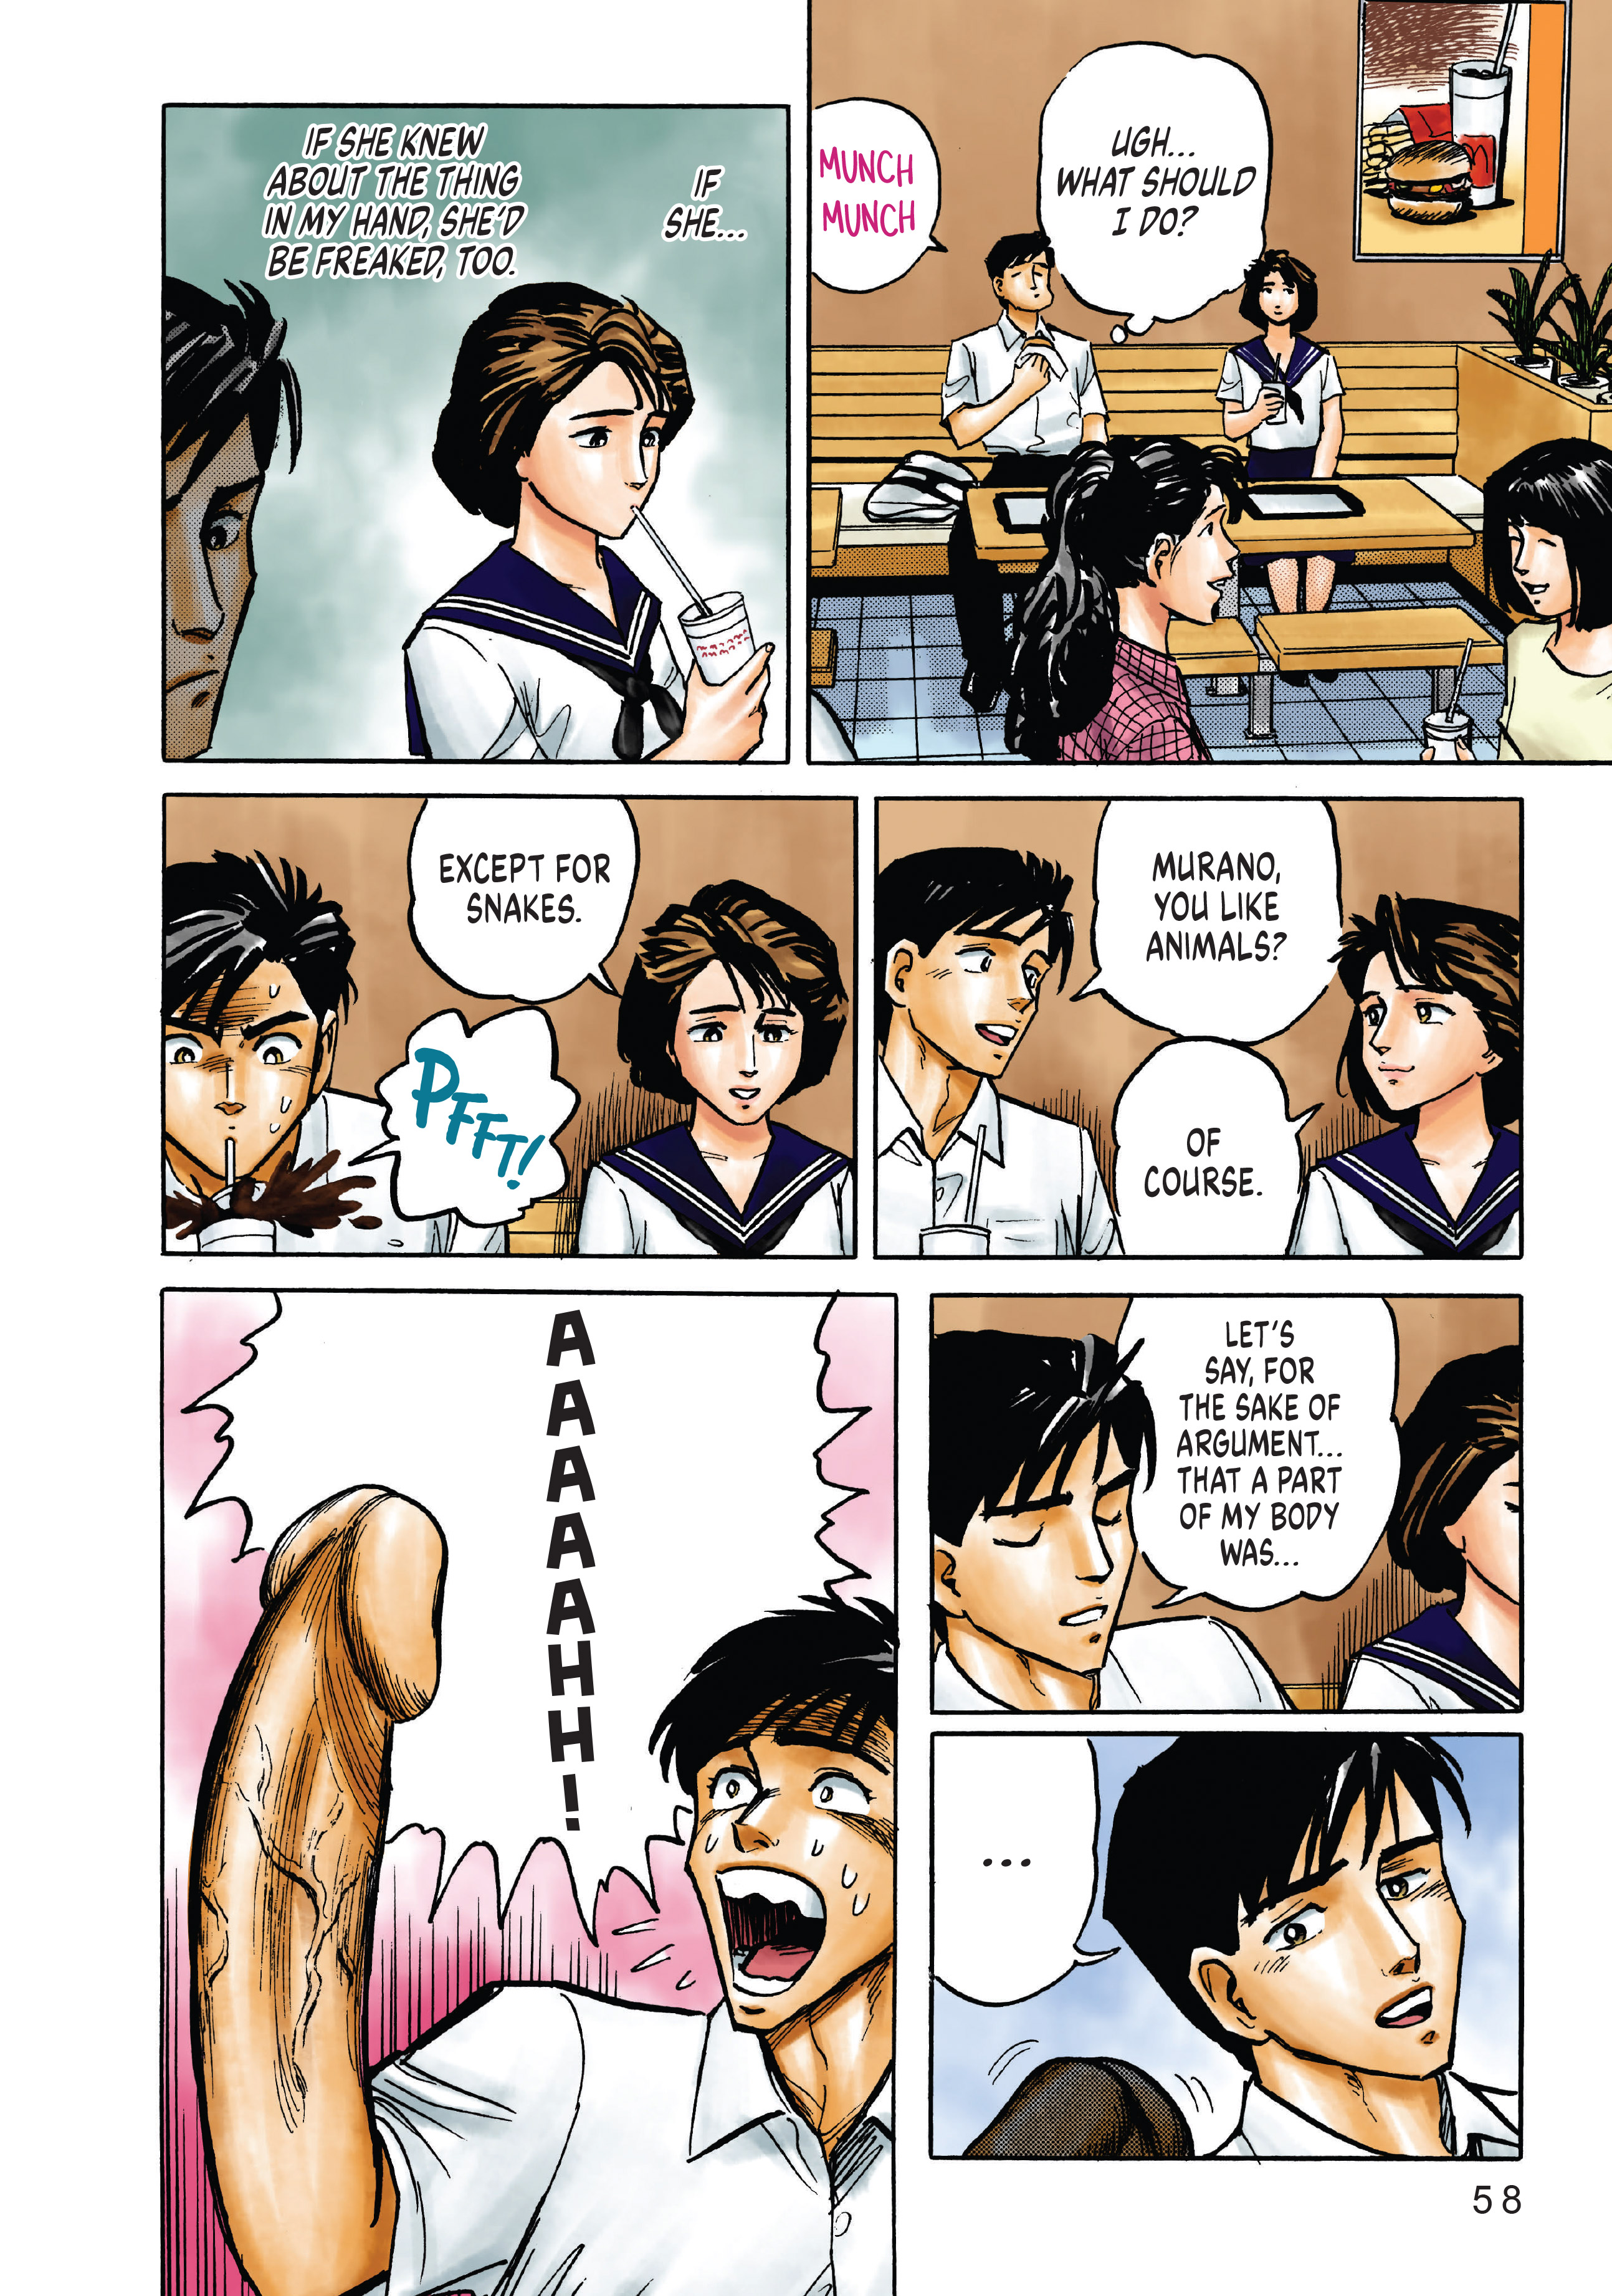 UGH...
WHAT SHOULD
I DO?
MUNCH
MUNCH
IF
SHE...
IF SHE KNEW
ABOUT THE THING
IN MY HAND, SHE'D
BE FREAKED, TOO.
MURANO,
YOU LIKE
ANIMALS?
OF
COURSE.
EXCEPT FOR
SNAKES.
PFFFT!
LET'S
SAY, FOR
THE SAKE OF
ARGUMENT...
THAT A PART
OF MY BODY
WAS...
...
AAAAAHH!
58